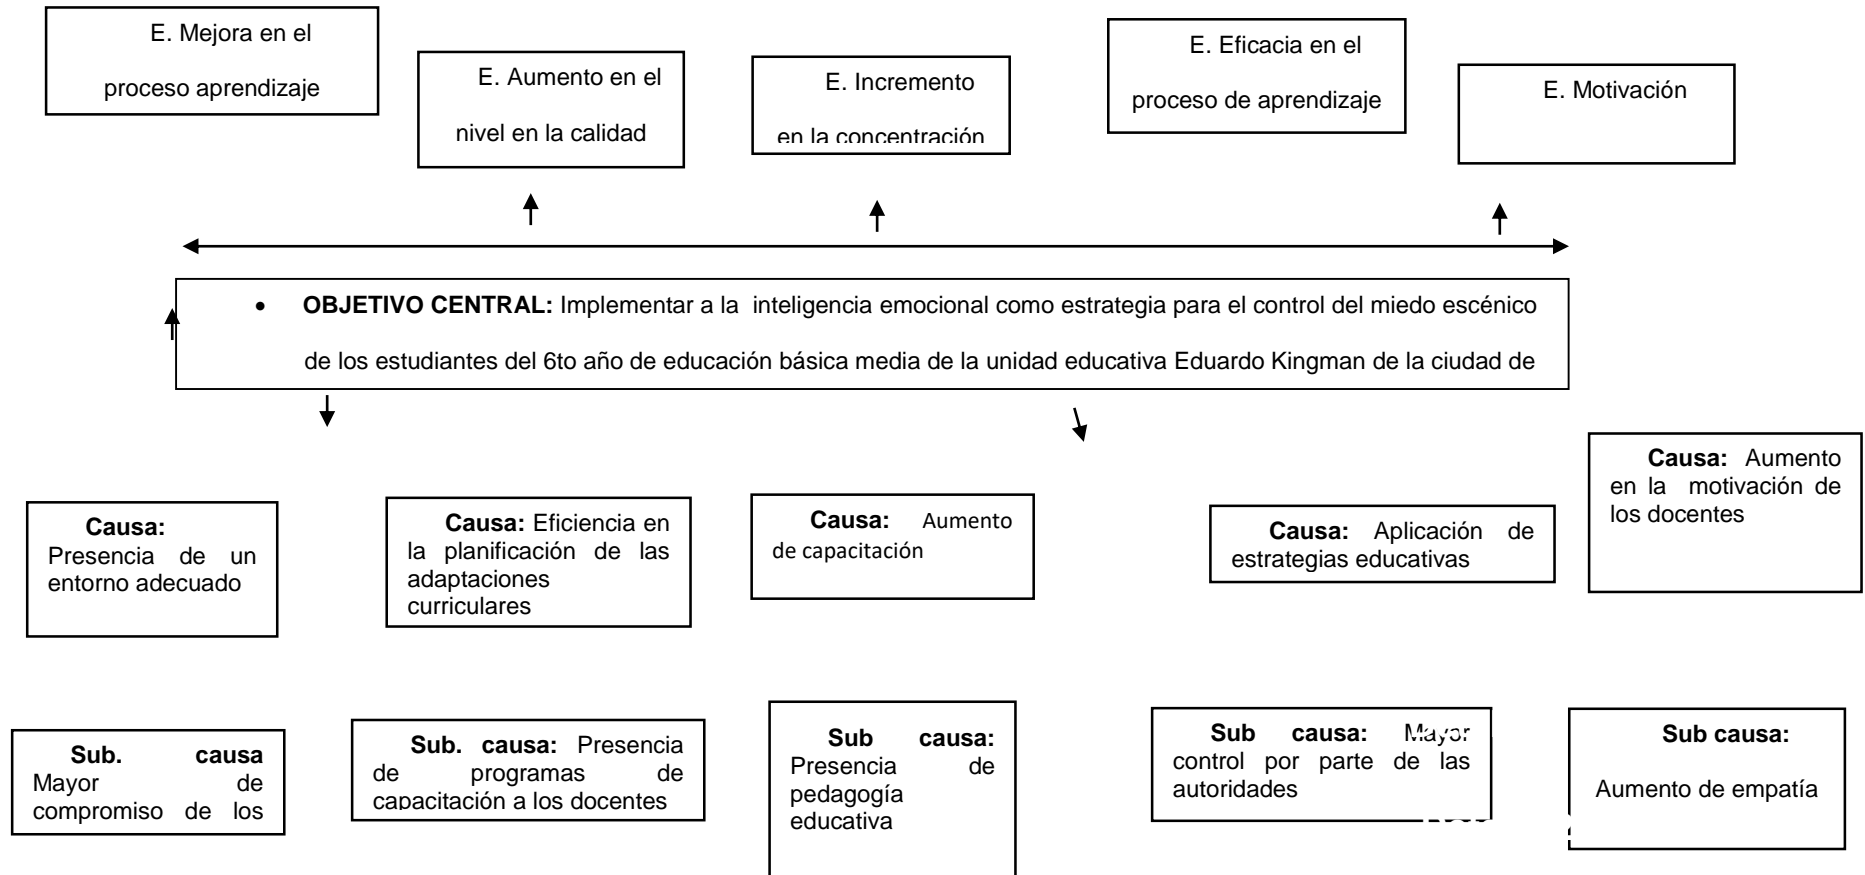 E. Mejora en el
proceso aprendizaje
E. Aumento en el
nivel en la calidad
E. Incremento
en la concentración
E. Eficacia en el
proceso de aprendizaje
E. Motivación
• OBJETIVO CENTRAL: Implementar a la inteligencia emocional como estrategia para el control del miedo escénico
de los estudiantes del 6to año de educación básica media de la unidad educativa Eduardo Kingman de la ciudad de
Causa:
Presencia de un
entorno adecuado
Causa: Eficiencia en
la planificación de las
adaptaciones
curriculares
Causa: Aumento
de capacitación
Causa: Aplicación de
estrategias educativas
Causa: Aumento
en la motivación de
los docentes
Sub. causa
Mayor de
compromiso de los
Sub. causa: Presencia
de programas de
capacitación a los docentes
Sub causa:
Presencia de
pedagogía
educativa
Sub causa: Mayor
control por parte de las
autoridades
Sub causa:
Aumento de empatía